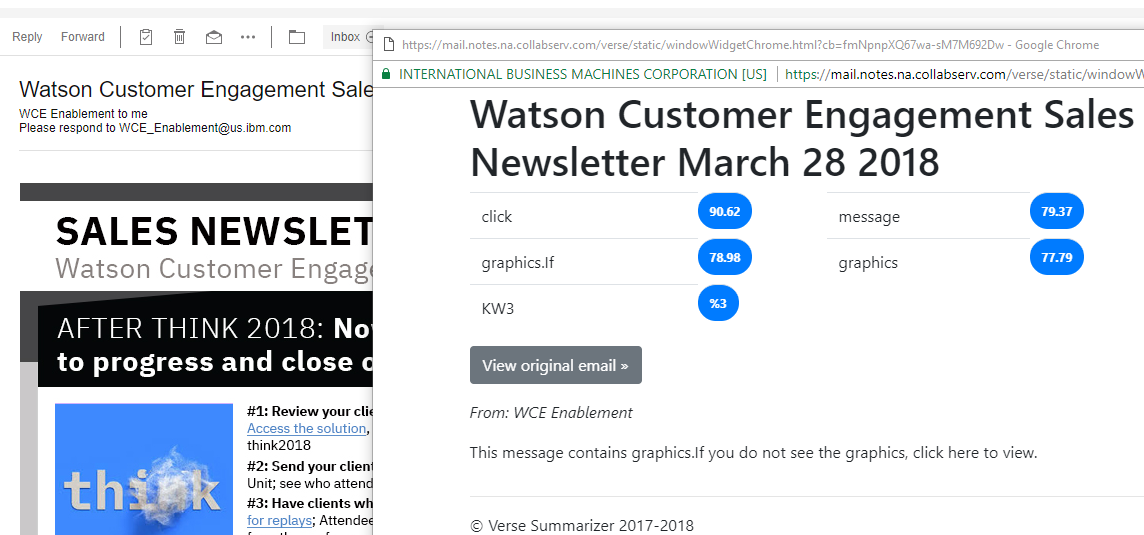 Reply Forward Inbox
Watson Customer Engagement Sale
WCE Enablement to me
Please respond to WCE_Enablement@us.ibm.com
SALES NEWSLET
Watson Customer Engage
AFTER THINK 2018: Nov
to progress and close o
think
#1: Review your clie
Access the solution,
think2018
#2: Send your client
Unit; see who attend
#3: Have clients wh
for replays; Attendee
https://mail.notes.na.collabserv.com/verse/static/windowWidgetChrome.html?cb=fmNpnpXQ67wa-sM7M692Dw - Google Chrome
INTERNATIONAL BUSINESS MACHINES CORPORATION [US] https://mail.notes.na.collabserv.com/verse/static/windowW
Watson Customer Engagement Sales
Newsletter March 28 2018
click 90.62 message 79.37
graphics.If 78.98 graphics 77.79
KW3 %3
View original email »
From: WCE Enablement
This message contains graphics.If you do not see the graphics, click here to view.
© Verse Summarizer 2017-2018